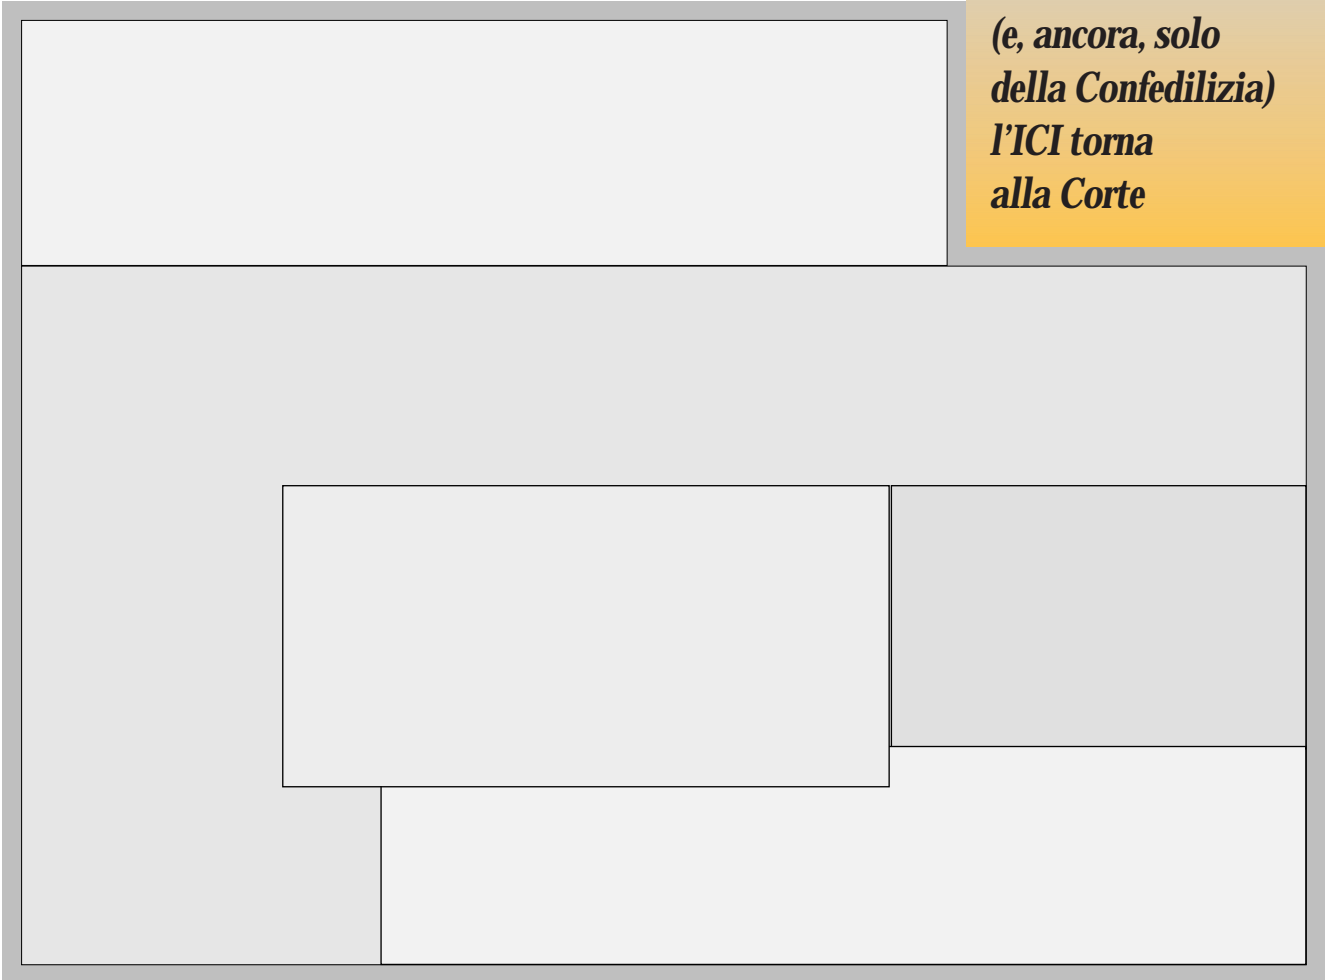 (e, ancora, solo
della Confedilizia)
l’ICI torna
alla Corte